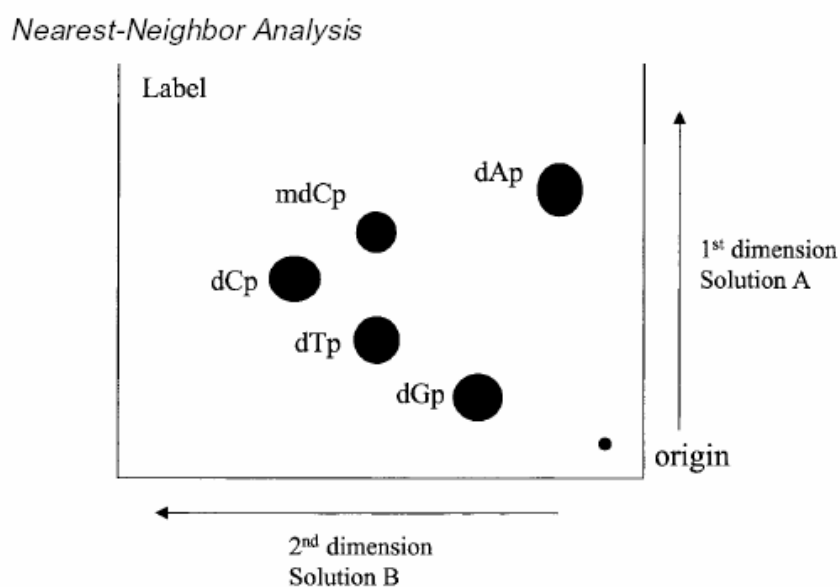 Nearest-Neighbor Analysis
Label
dAp
mdCp
dCp
dTp
dGp
1st dimension
Solution A
origin
2nd dimension
Solution B